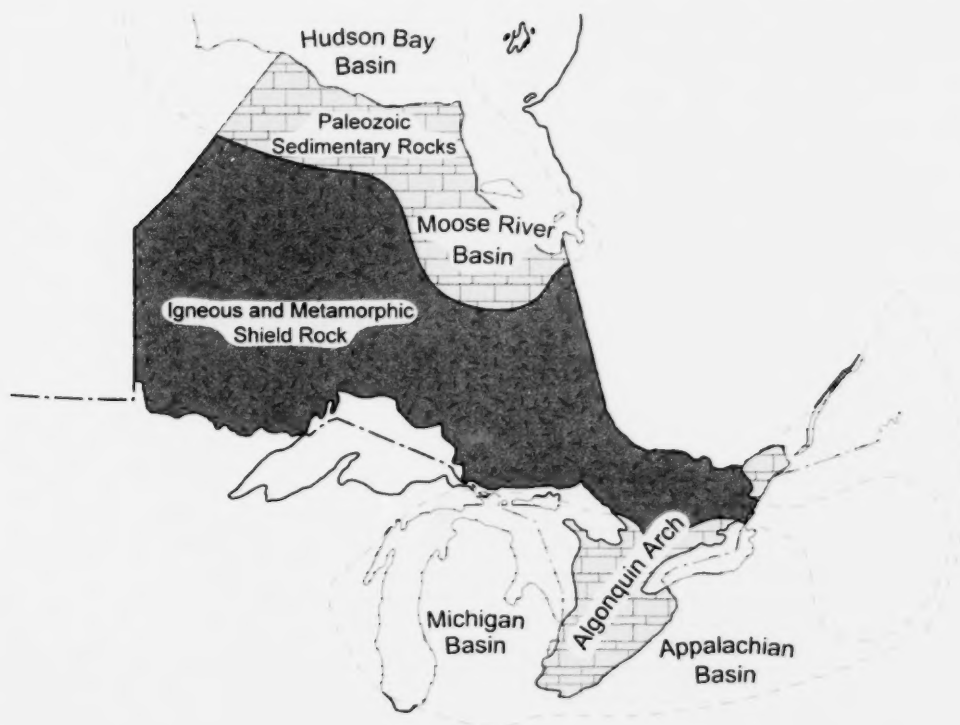 Hudson Bay
Basin
Paleozoic
Sedimentary Rocks
Moose River
Basin
Igneous and Metamorphic
Shield Rock
Algonquin Arch
Michigan
Basin
Appalachian
Basin